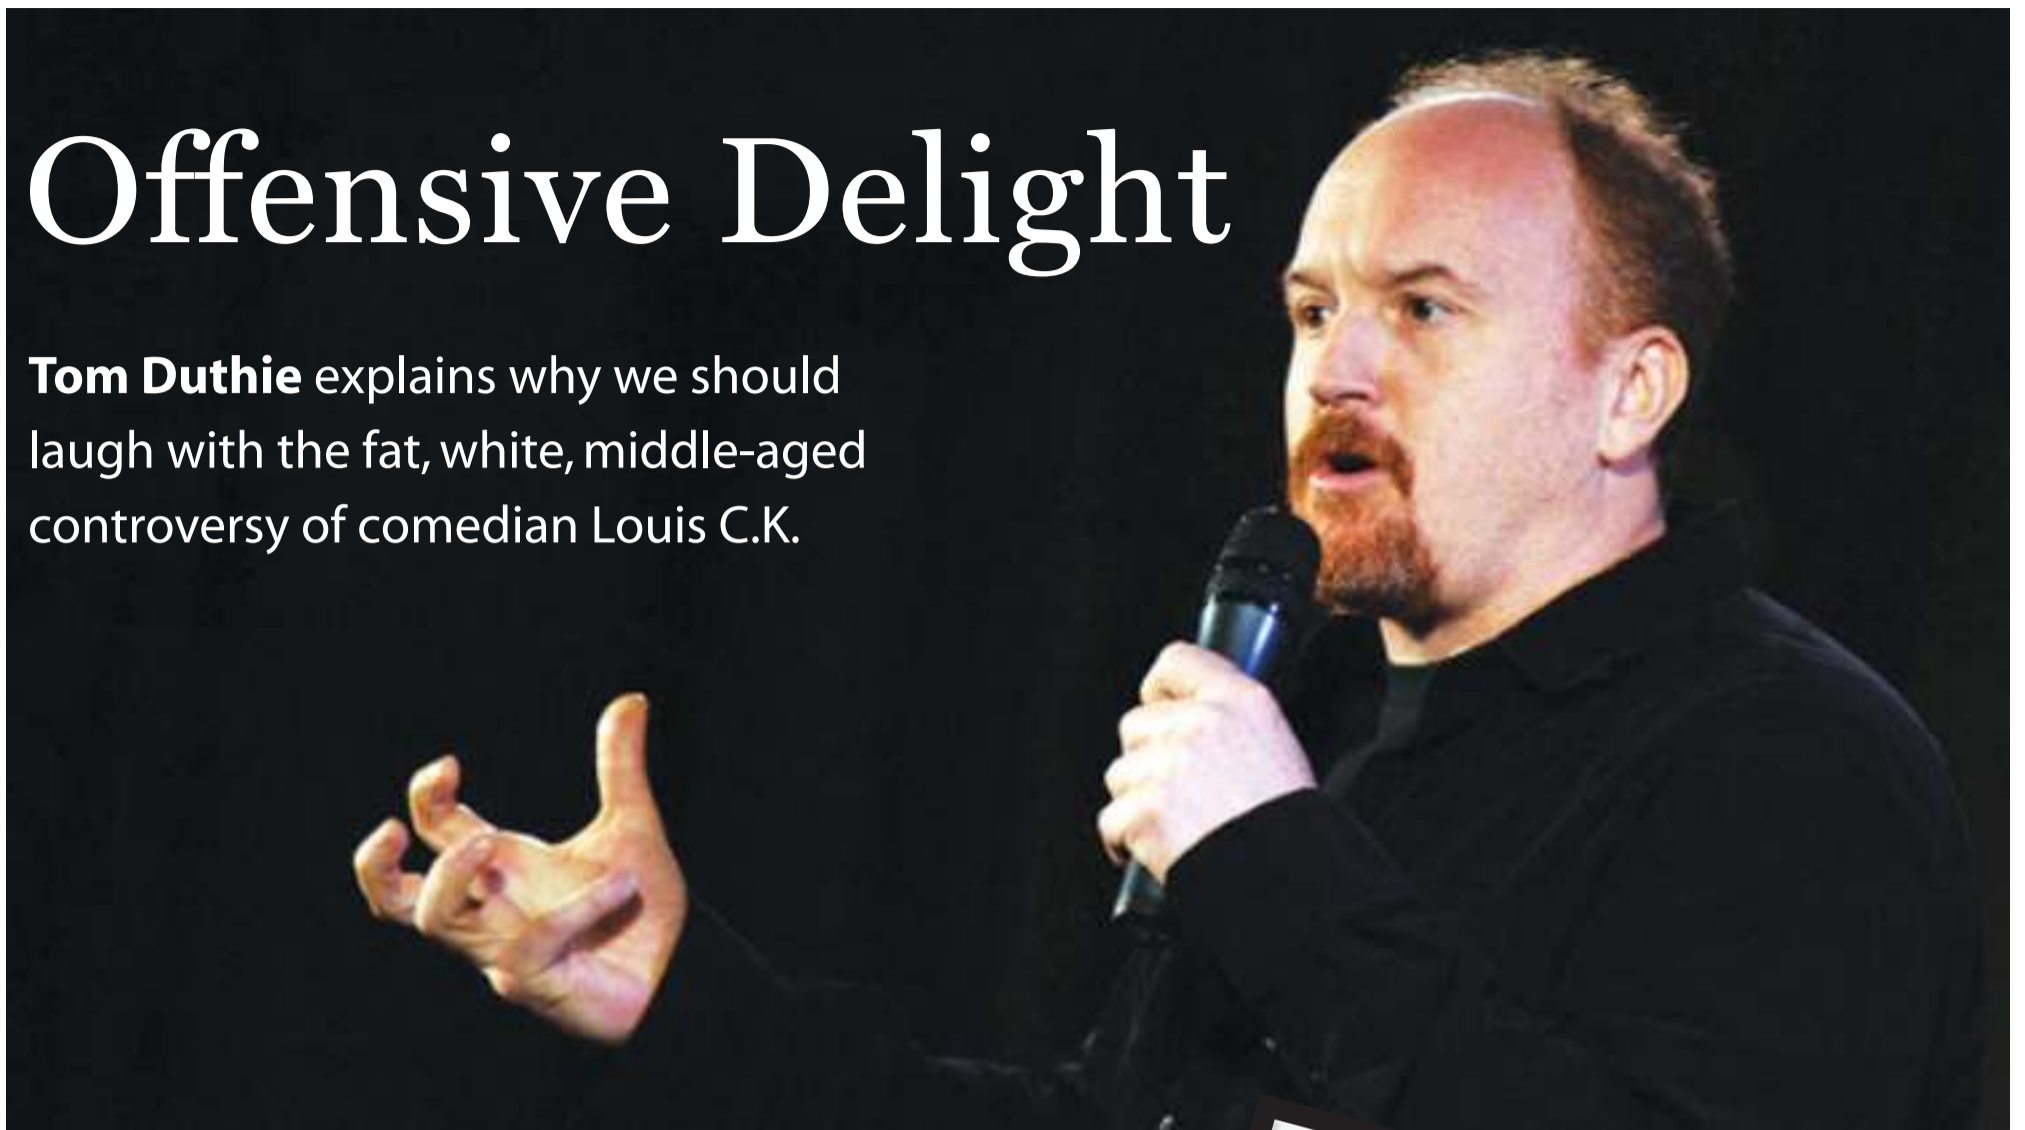 Offensive Delight
Tom Duthie explains why we should
laugh with the fat, white, middle-aged
controversy of comedian Louis C.K.